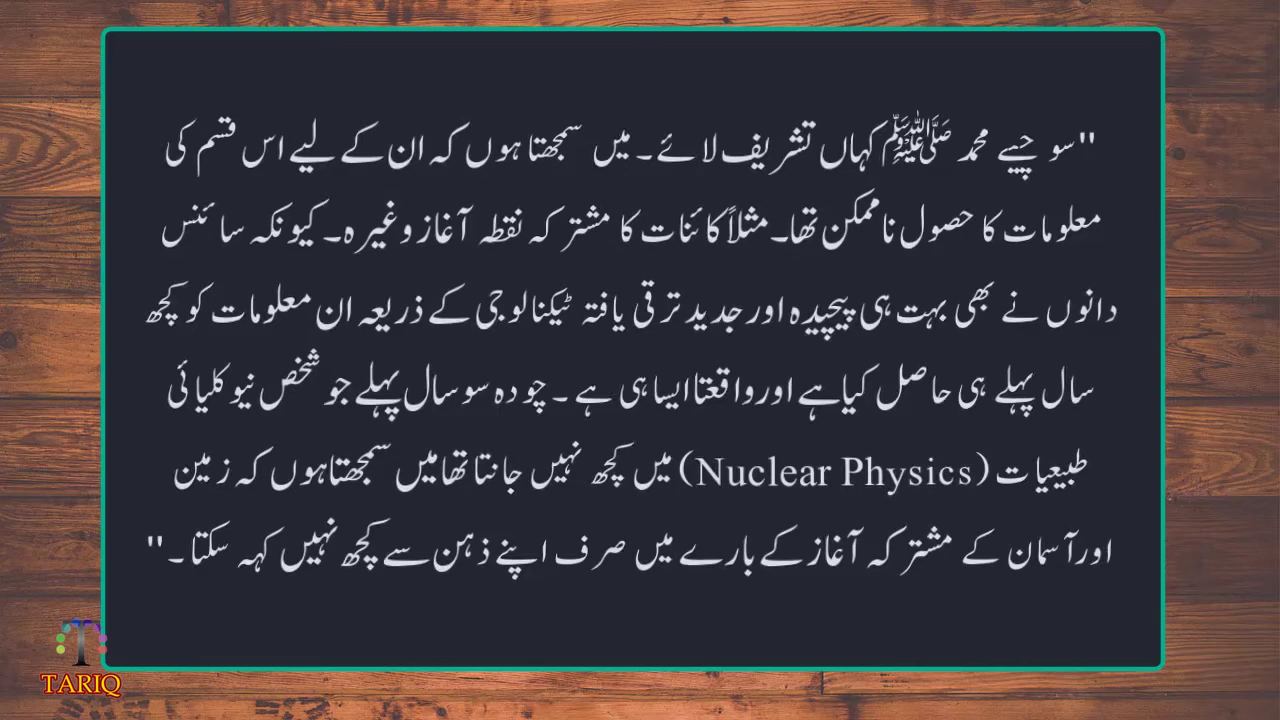 "سو چیے محمد ﷺ کہاں تشریف لائے۔ میں سمجھتا ہوں کہ ان کے لیے اس قسم کی
معلومات کا حصول ناممکن تھا۔ مثلاً کائنات کا مشترکہ نقطہ آغاز وغیرہ۔ کیونکہ سائنس
دانوں نے بھی بہت ہی پیچیدہ اور جدید ترقی یافتہ ٹیکنالوجی کے ذریعہ ان معلومات کو کچھ
سال پہلے ہی حاصل کیا ہے اور واقعتا ایسا ہی ہے ۔ چودہ سو سال پہلے جو شخص نیوکلیائی
طبیعیات (Nuclear Physics) میں کچھ نہیں جانتا تھا میں سمجھتا ہوں کہ زمین
اور آسمان کے مشترکہ آغاز کے بارے میں صرف اپنے ذہن سے کچھ نہیں کہہ سکتا ۔"
T
TARIQ